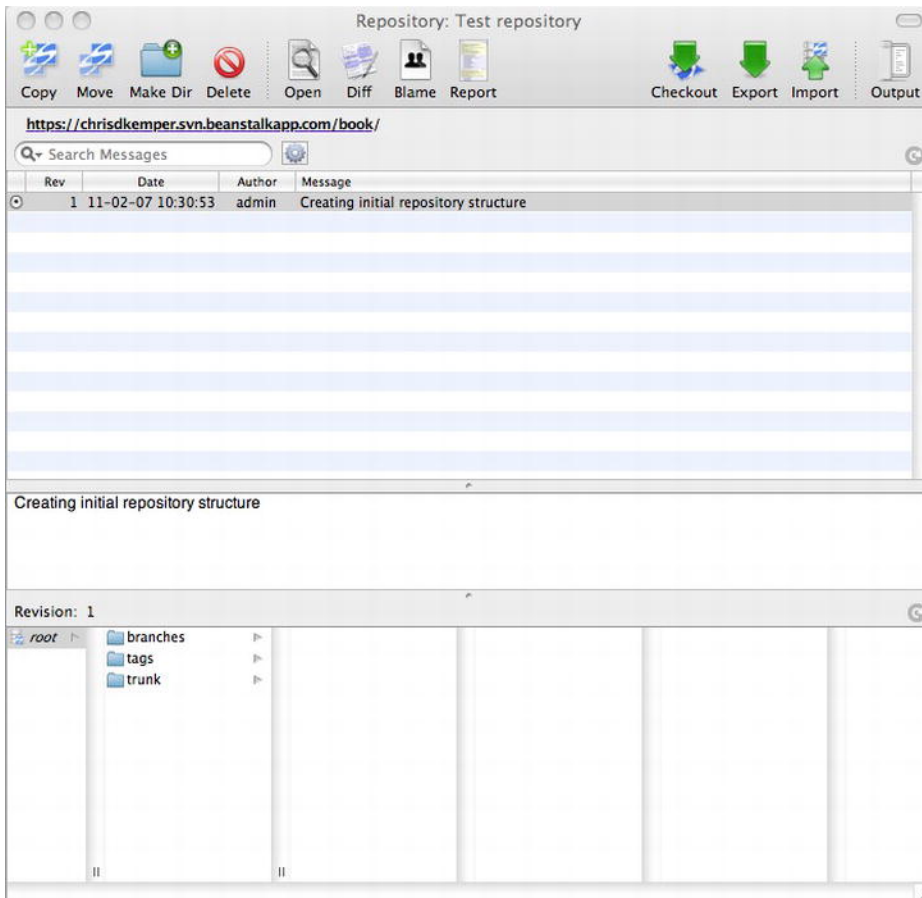 Repository: Test repository
Copy Move Make Dir Delete Open Diff Blame Report Checkout Export Import Output
https://chrisdkemper.svn.beanstalkapp.com/book/
Search Messages
Rev Date Author Message
1 11-02-07 10:30:53 admin Creating initial repository structure
Creating initial repository structure
Revision: 1
root branches
tags
trunk